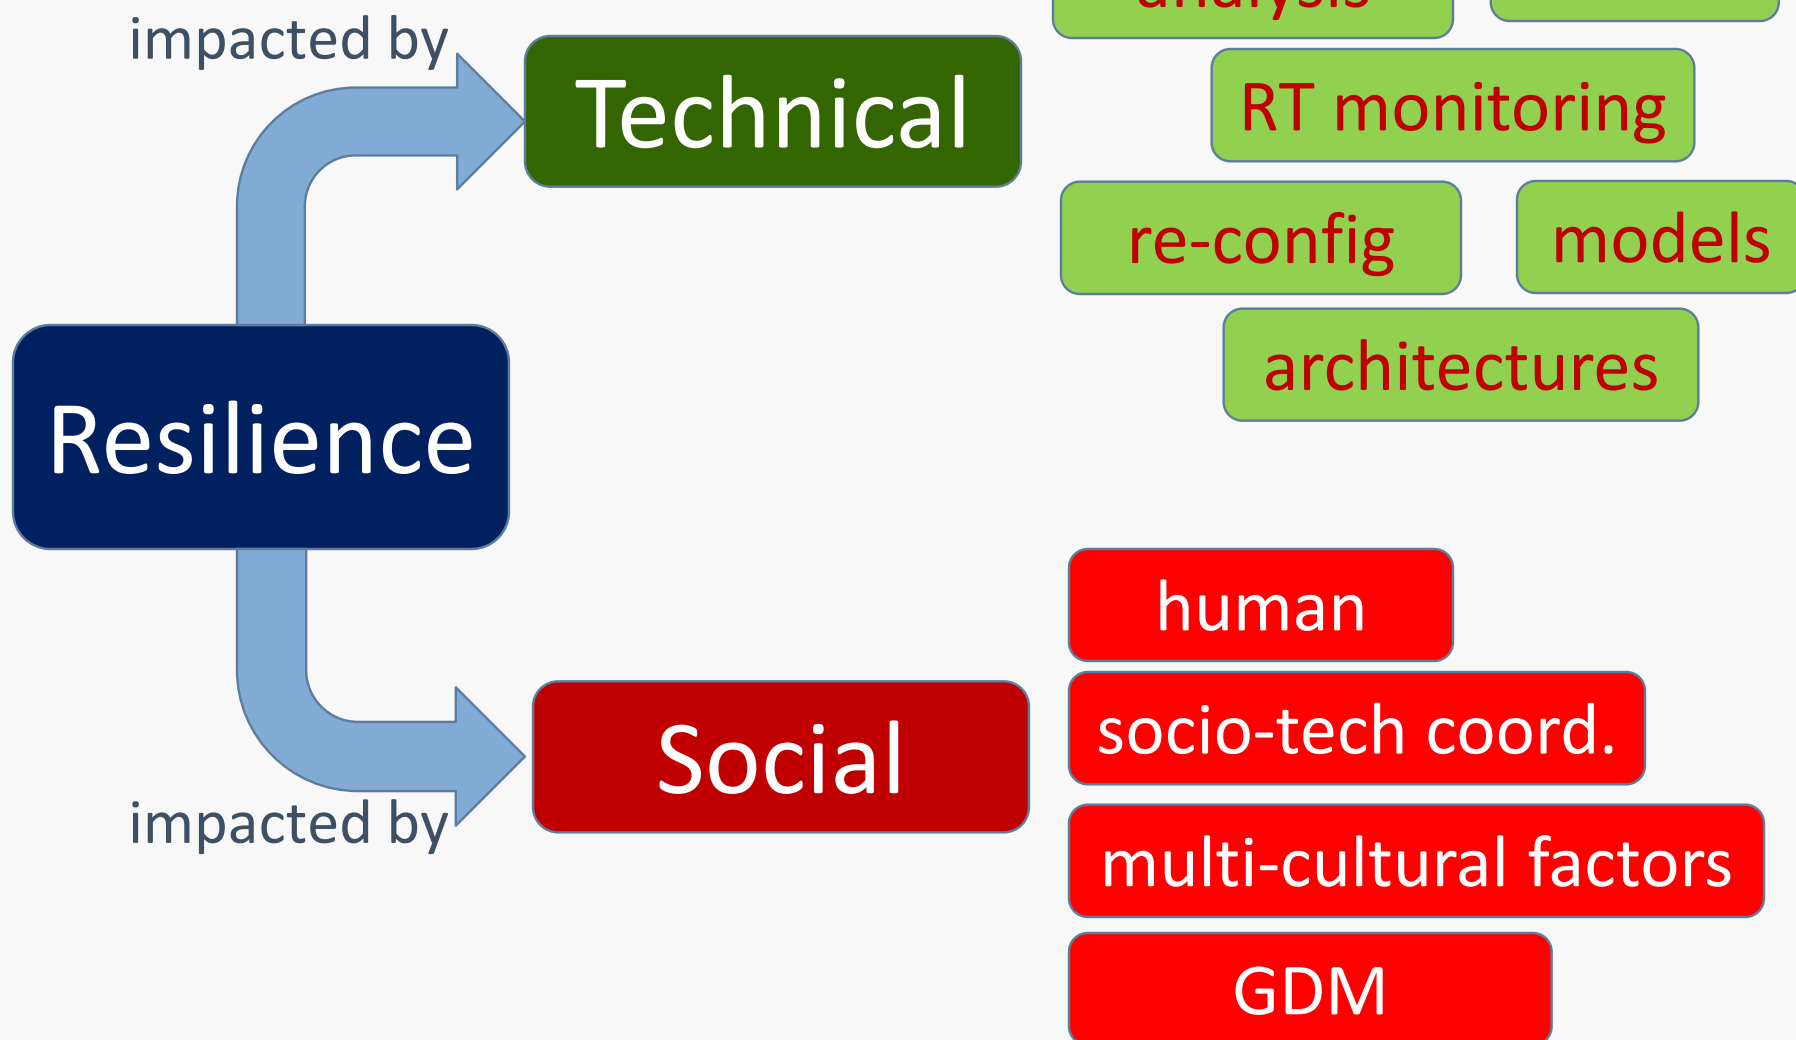 analysis
impacted by
Technical
RT monitoring
re-config
models
architectures
Resilience
human
socio-tech coord.
Social
impacted by
multi-cultural factors
GDM